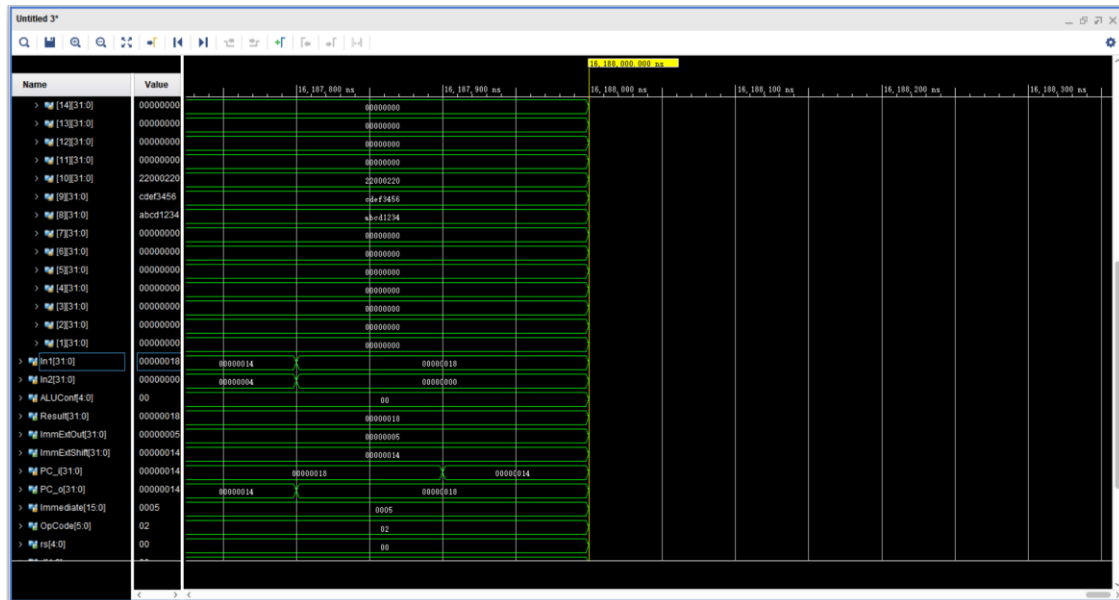 Untitled 3*
16,188,000.000 ns
Name Value
16,187,800 ns 16,187,900 ns 16,188,000 ns 16,188,100 ns 16,188,200 ns 16,188,300 ns
[14][31:0] 00000000 00000000
[13][31:0] 00000000 00000000
[12][31:0] 00000000 00000000
[11][31:0] 00000000 00000000
[10][31:0] 22000220 22000220
[9][31:0] cdef3456 cdef3456
[8][31:0] abcd1234 abcd1234
[7][31:0] 00000000 00000000
[6][31:0] 00000000 00000000
[5][31:0] 00000000 00000000
[4][31:0] 00000000 00000000
[3][31:0] 00000000 00000000
[2][31:0] 00000000 00000000
[1][31:0] 00000000 00000000
In1[31:0] 00000018 00000014 00000018
In2[31:0] 00000000 00000004 00000000
ALUConf[4:0] 00 00
Result[31:0] 00000018 00000018
ImmExtOut[31:0] 00000005 00000005
ImmExtShift[31:0] 00000014 00000014
PC_i[31:0] 00000014 00000018 00000014
PC_o[31:0] 00000014 00000014 00000018
Immediate[15:0] 0005 0005
OpCode[5:0] 02 02
rs[4:0] 00 00